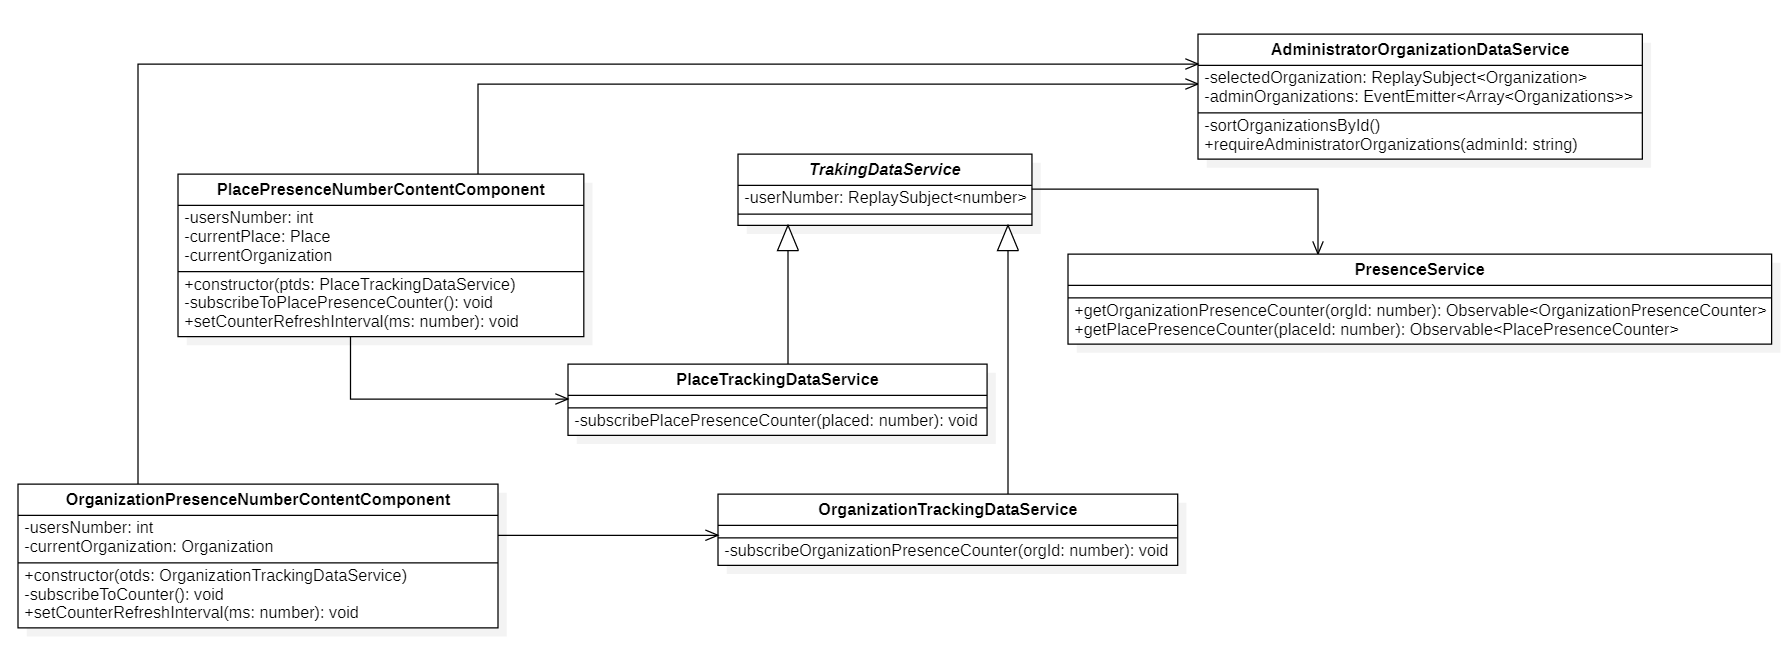 AdministratorOrganizationDataService
-selectedOrganization: ReplaySubject<Organization>
-adminOrganizations: EventEmitter<Array<Organizations>>
-sortOrganizationsById()
+requireAdministratorOrganizations(adminId: string)
TrakingDataService
-userNumber: ReplaySubject<number>
PlacePresenceNumberContentComponent
-usersNumber: int
-currentPlace: Place
-currentOrganization
+constructor(ptds: PlaceTrackingDataService)
-subscribeToPlacePresenceCounter(): void
+setCounterRefreshInterval(ms: number): void
PresenceService
+getOrganizationPresenceCounter(orgId: number): Observable<OrganizationPresenceCounter>
+getPlacePresenceCounter(placeId: number): Observable<PlacePresenceCounter>
PlaceTrackingDataService
-subscribePlacePresenceCounter(placed: number): void
OrganizationPresenceNumberContentComponent
-usersNumber: int
-currentOrganization: Organization
+constructor(otds: OrganizationTrackingDataService)
-subscribeToCounter(): void
+setCounterRefreshInterval(ms: number): void
OrganizationTrackingDataService
-subscribeOrganizationPresenceCounter(orgId: number): void